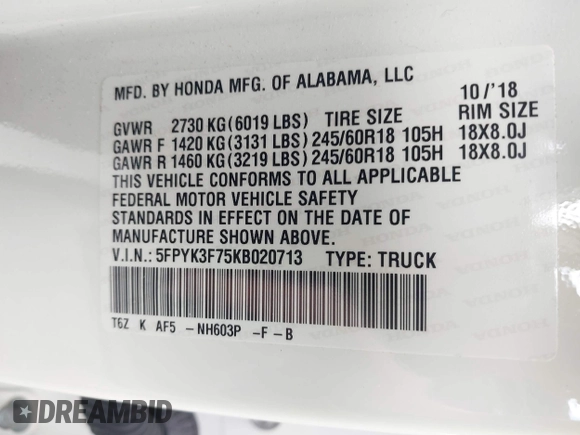 MFD. BY HONDA MFG. OF ALABAMA, LLC 10/'18
GVWR 2730 KG(6019 LBS) TIRE SIZE RIM SIZE
GAWR F 1420 KG(3131 LBS) 245/60R18 105H 18X8.0J
GAWR R 1460 KG(3219 LBS) 245/60R18 105H 18X8.0J
THIS VEHICLE CONFORMS TO ALL APPLICABLE
FEDERAL MOTOR VEHICLE SAFETY
STANDARDS IN EFFECT ON THE DATE OF
MANUFACTURE SHOWN ABOVE.
V.I.N.: 5FPYK3F75KB020713 TYPE: TRUCK
T6Z K AF5 -NH603P -F -B
DREAMBID